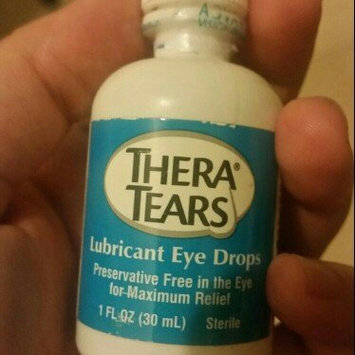 THERA®
TEARS®
Lubricant Eye Drops
Preservative Free in the Eye
for Maximum Relief
1 FL OZ (30 mL) Sterile